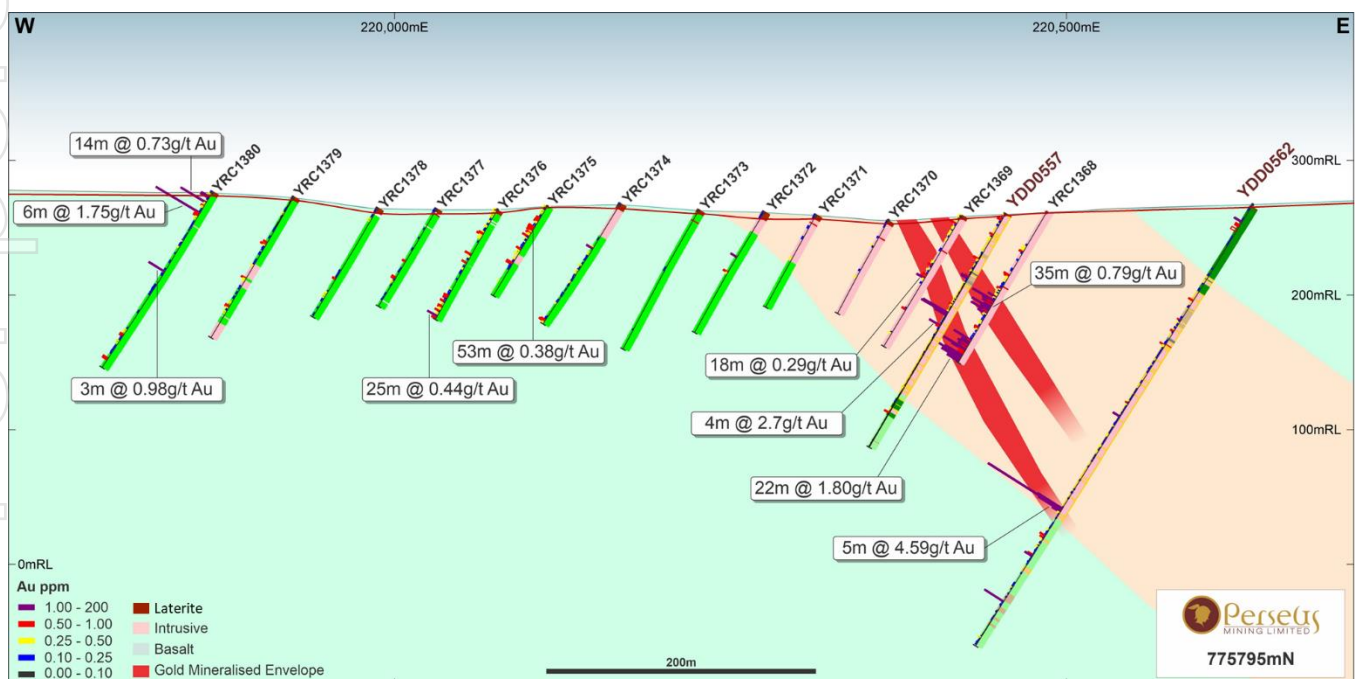 W
220,000mE
220,500mE
E
14m @ 0.73g/t Au
6m @ 1.75g/t Au
3m @ 0.98g/t Au
YRC1380
YRC1379
YRC1378
YRC1377
YRC1376
YRC1375
YRC1374
YRC1373
YRC1372
YRC1371
YRC1370
YRC1369
YDD0557
YRC1368
YDD0562
300mRL
200mRL
100mRL
0mRL
25m @ 0.44g/t Au
53m @ 0.38g/t Au
18m @ 0.29g/t Au
4m @ 2.7g/t Au
22m @ 1.80g/t Au
35m @ 0.79g/t Au
5m @ 4.59g/t Au
Au ppm
1.00 - 200
0.50 - 1.00
0.25 - 0.50
0.10 - 0.25
0.00 - 0.10
Laterite
Intrusive
Basalt
Gold Mineralised Envelope
200m
Perseus
MINING LIMITED
775795mN